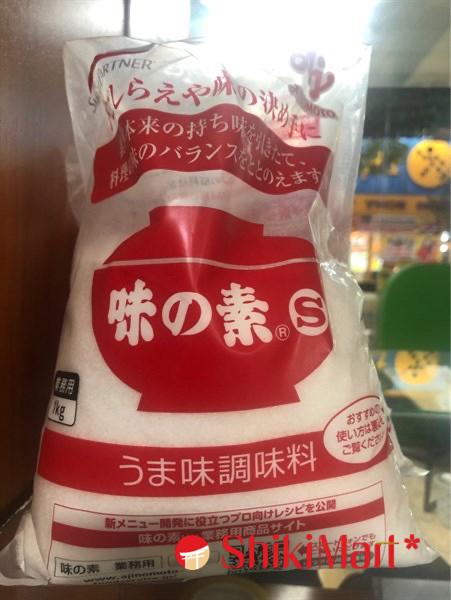 PARTNER
らえや味の決め手に
本来の持ち味を引きたて、
料理の味のバランスをととのえます
味の素® S
業務用
1kg
うま味調味料
おすすめの
使い方は裏面を
ご覧ください
新メニュー開発に役立つプロ向けレシピを公開
味の素 業務用商品サイト
味の素 業務用
www.ajinomoto
ShikiMart*